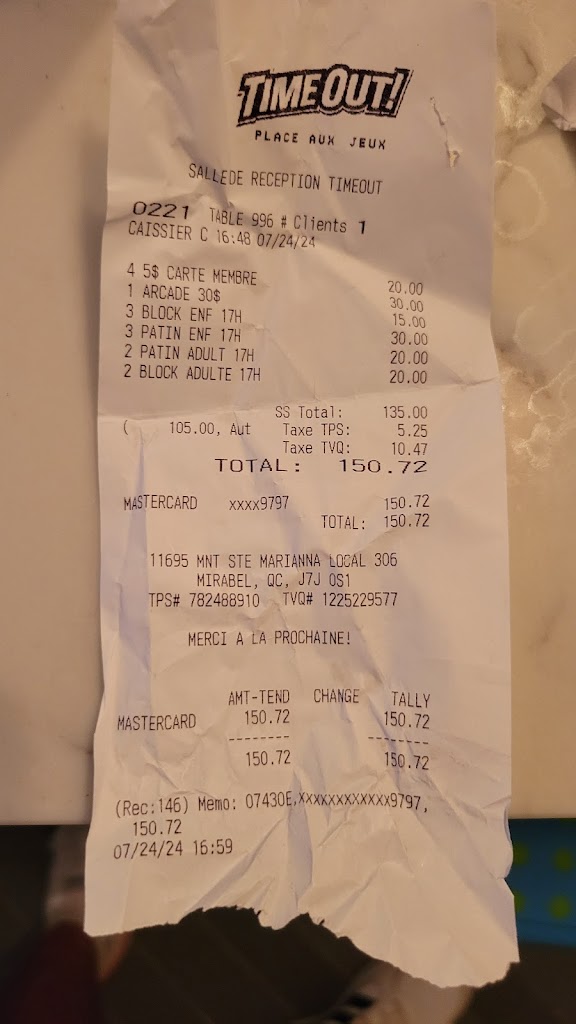 TIMEOUT!
PLACE AUX JEUX
SALLEDE RECEPTION TIMEOUT
0221 TABLE 996 # Clients 1
CAISSIER C 16:48 07/24/24
4 5$ CARTE MEMBRE 20.00
1 ARCADE 30$ 30.00
3 BLOCK ENF 17H 15.00
3 PATIN ENF 17H 30.00
2 PATIN ADULT 17H 20.00
2 BLOCK ADULTE 17H 20.00
SS Total: 135.00
( 105.00, Aut Taxe TPS: 5.25
Taxe TVQ: 10.47
TOTAL: 150.72
MASTERCARD xxxx9797 150.72
TOTAL: 150.72
11695 MNT STE MARIANNA LOCAL 306
MIRABEL, QC, J7J 0S1
TPS# 782488910 TVQ# 1225229577
MERCI A LA PROCHAINE!
AMT-TEND CHANGE TALLY
MASTERCARD 150.72 150.72
-------- --------
150.72 150.72
(Rec:146) Memo: 07430E,xxxxxxxxxxxx9797,
150.72
07/24/24 16:59